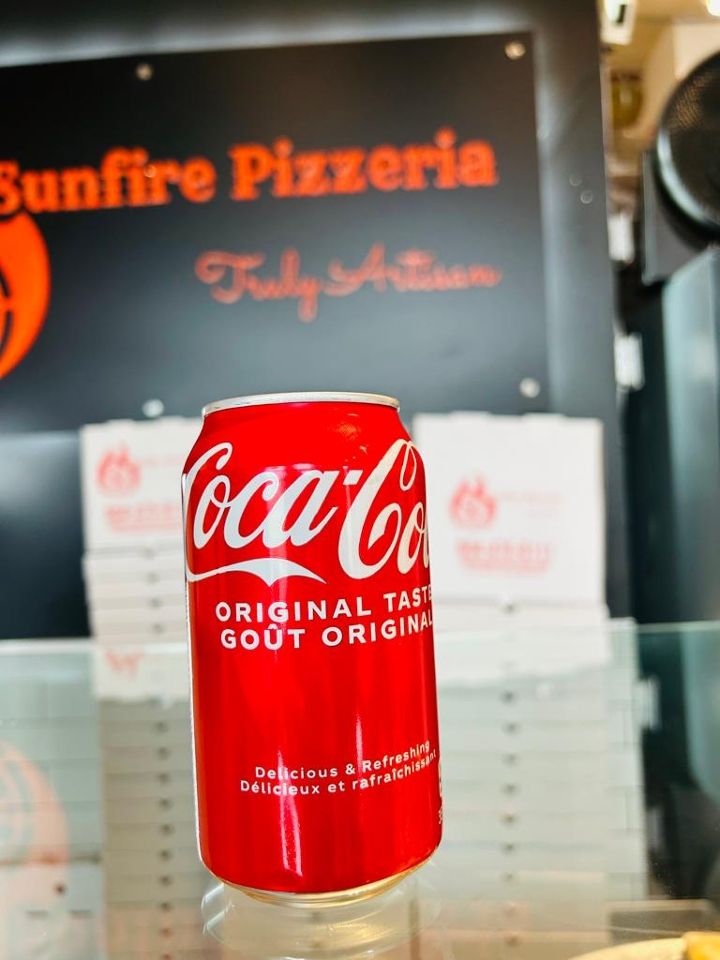 Sunfire Pizzeria
Truly Artisan
Coca-Co
ORIGINAL TASTE
GOÛT ORIGINAL
Delicious & Refreshing
Délicieux et rafraîchissant